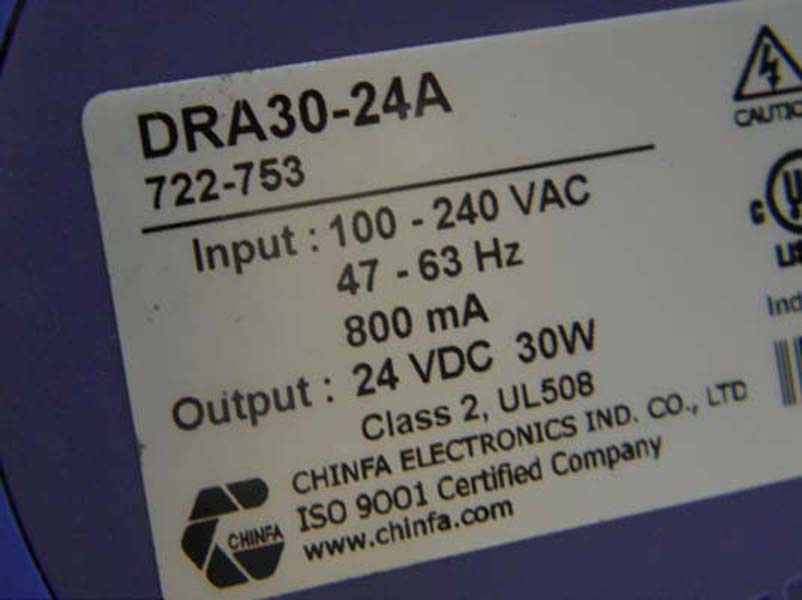 DRA30-24A
722-753
Input : 100 - 240 VAC
47 - 63 Hz
800 mA
Output : 24 VDC 30W
Class 2, UL508
CHINFA ELECTRONICS IND. CO., LTD
ISO 9001 Certified Company
www.chinfa.com
CHINFA